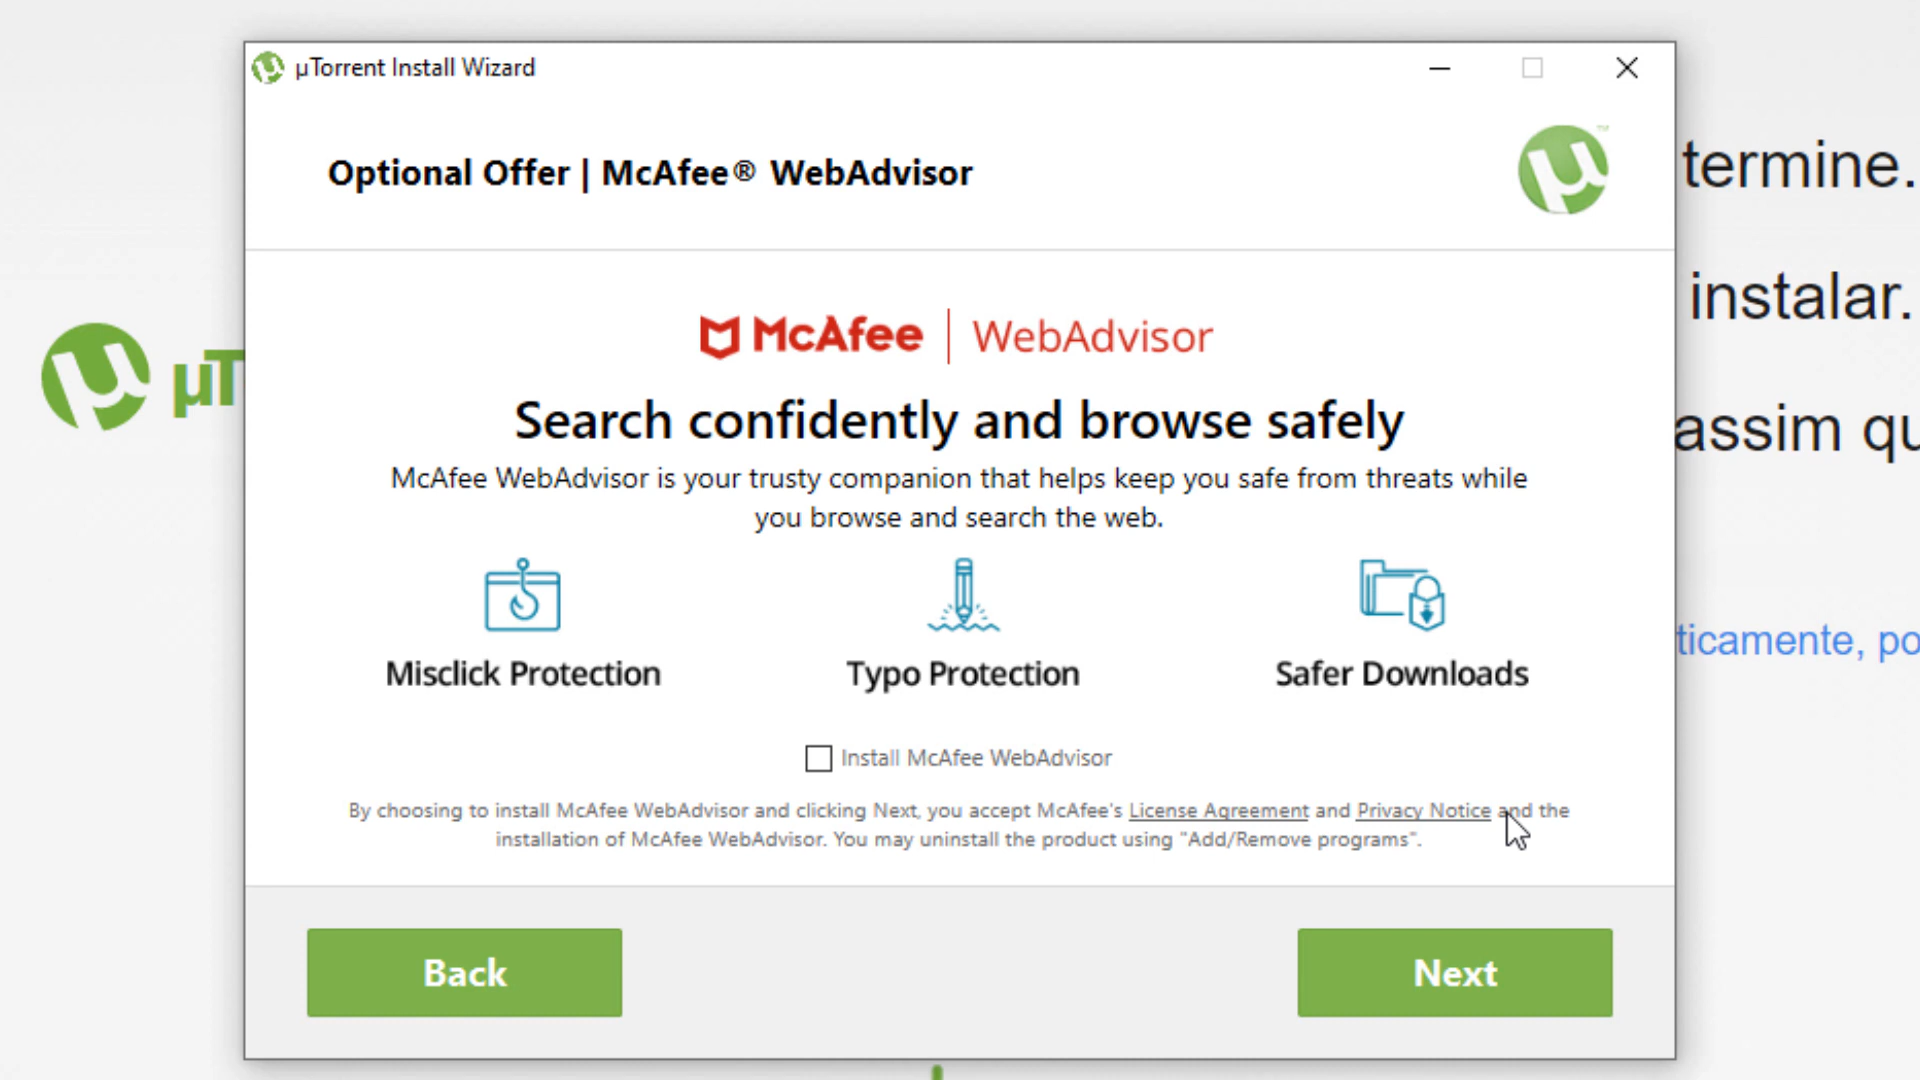 µTorrent Install Wizard
Optional Offer | McAfee® WebAdvisor
termine.
instalar.
µT
McAfee | WebAdvisor
Search confidently and browse safely
assim qu
McAfee WebAdvisor is your trusty companion that helps keep you safe from threats while
you browse and search the web.
ticamente, po
Misclick Protection
Typo Protection
Safer Downloads
Install McAfee WebAdvisor
By choosing to install McAfee WebAdvisor and clicking Next, you accept McAfee's License Agreement and Privacy Notice and the
installation of McAfee WebAdvisor. You may uninstall the product using "Add/Remove programs".
Back
Next